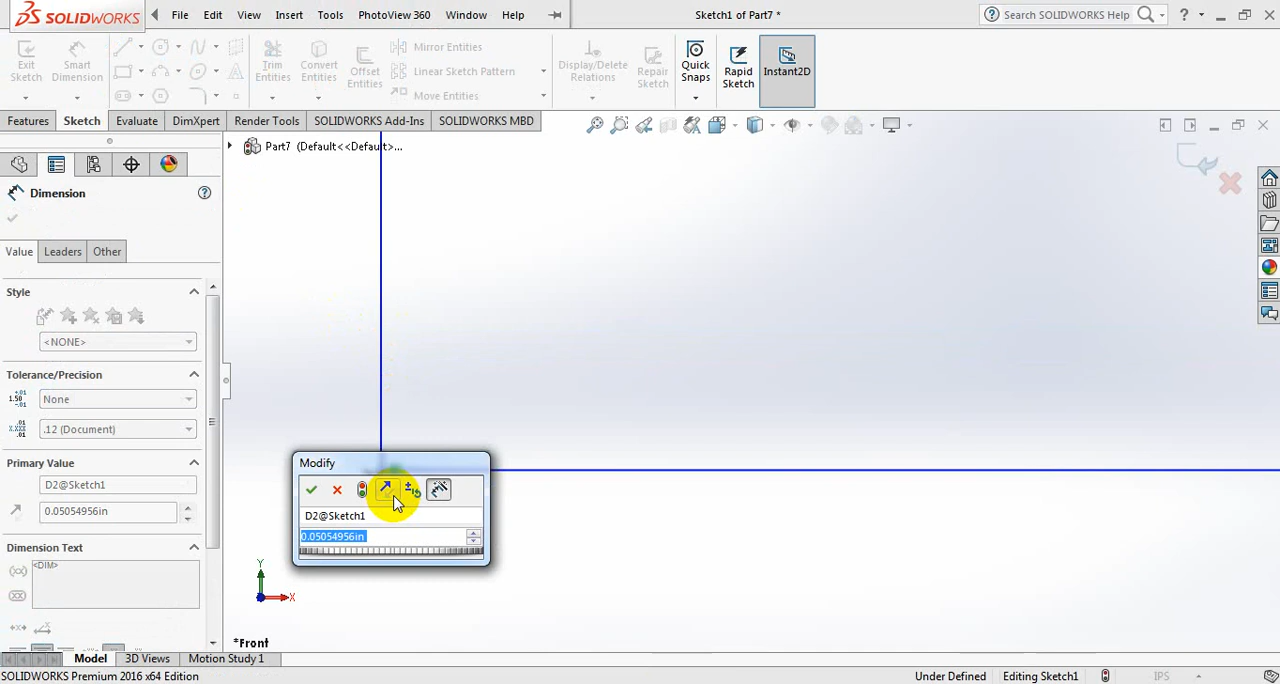 SOLIDWORKS
File Edit View Insert Tools PhotoView 360 Window Help
Sketch1 of Part7 *
Search SOLIDWORKS Help
Exit Sketch
Smart Dimension
Trim Entities
Convert Entities
Offset Entities
Mirror Entities
Linear Sketch Pattern
Move Entities
Display/Delete Relations
Repair Sketch
Quick Snaps
Rapid Sketch
Instant2D
Features Sketch Evaluate DimXpert Render Tools SOLIDWORKS Add-Ins SOLIDWORKS MBD
Part7 (Default<<Default>...
Dimension
Value Leaders Other
Style
<NONE>
Tolerance/Precision
None
.12 (Document)
Primary Value
D2@Sketch1
0.05054956in
Dimension Text
<DIM>
Modify
D2@Sketch1
0.05054956in
Y
X
*Front
Model 3D Views Motion Study 1
SOLIDWORKS Premium 2016 x64 Edition
Under Defined Editing Sketch1 IPS